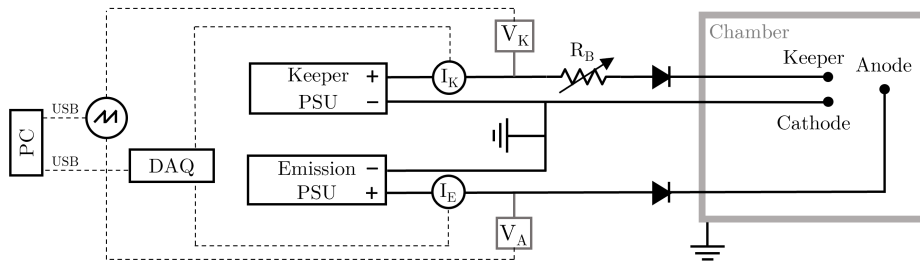 V_K
Chamber
R_B
Keeper
Anode
Keeper
PSU
+
−
I_K
USB
PC
Cathode
USB
DAQ
Emission
PSU
−
+
I_E
V_A